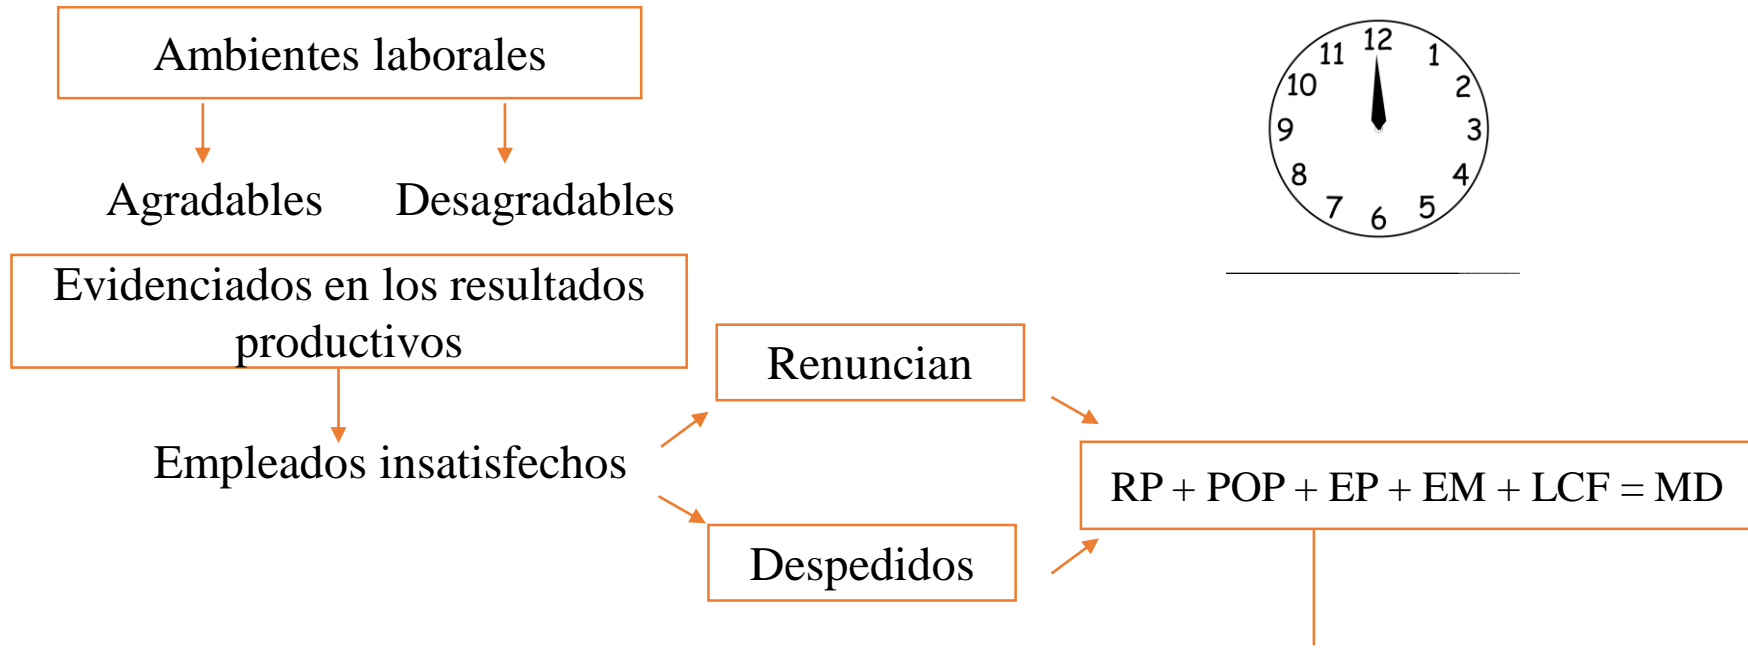 Ambientes laborales
Agradables
Desagradables
Evidenciados en los resultados
productivos
Empleados insatisfechos
Renuncian
Despedidos
RP + POP + EP + EM + LCF = MD
12
1
2
3
4
5
6
7
8
9
10
11